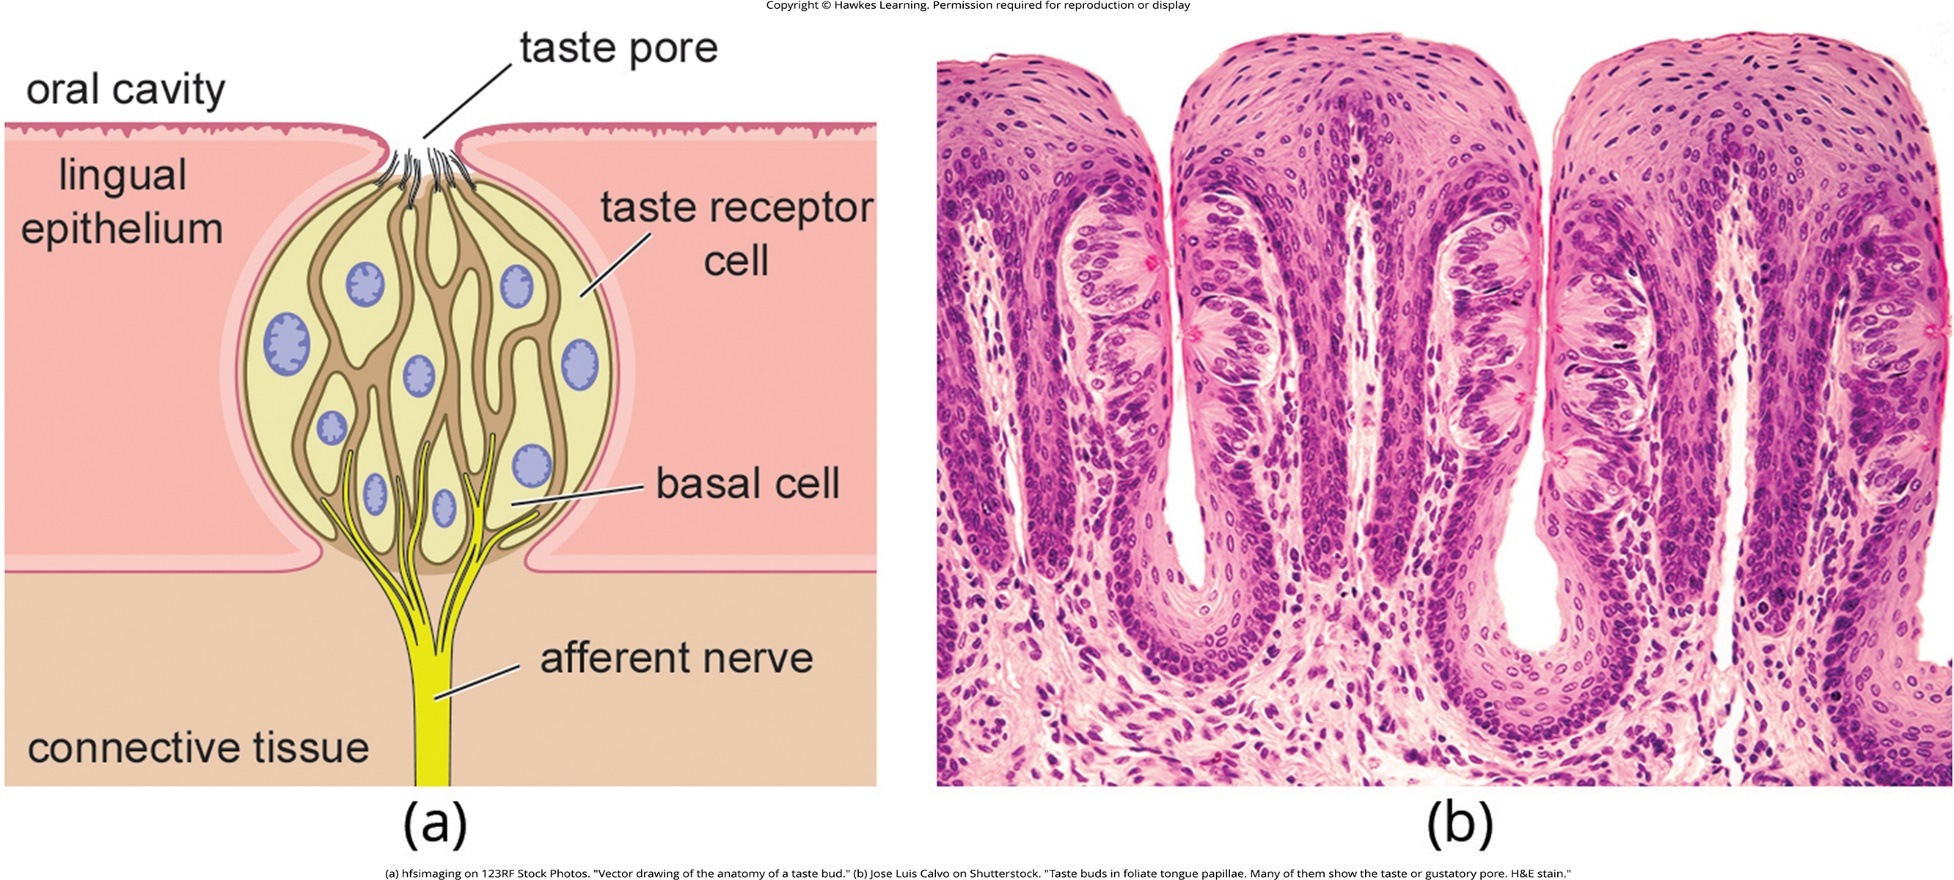 Copyright © Hawkes Learning. Permission required for reproduction or display
taste pore
oral cavity
lingual
epithelium
taste receptor
cell
basal cell
afferent nerve
connective tissue
(a)
(b)
(a) hfsimaging on 123RF Stock Photos. "Vector drawing of the anatomy of a taste bud." (b) Jose Luis Calvo on Shutterstock. "Taste buds in foliate tongue papillae. Many of them show the taste or gustatory pore. H&E stain."